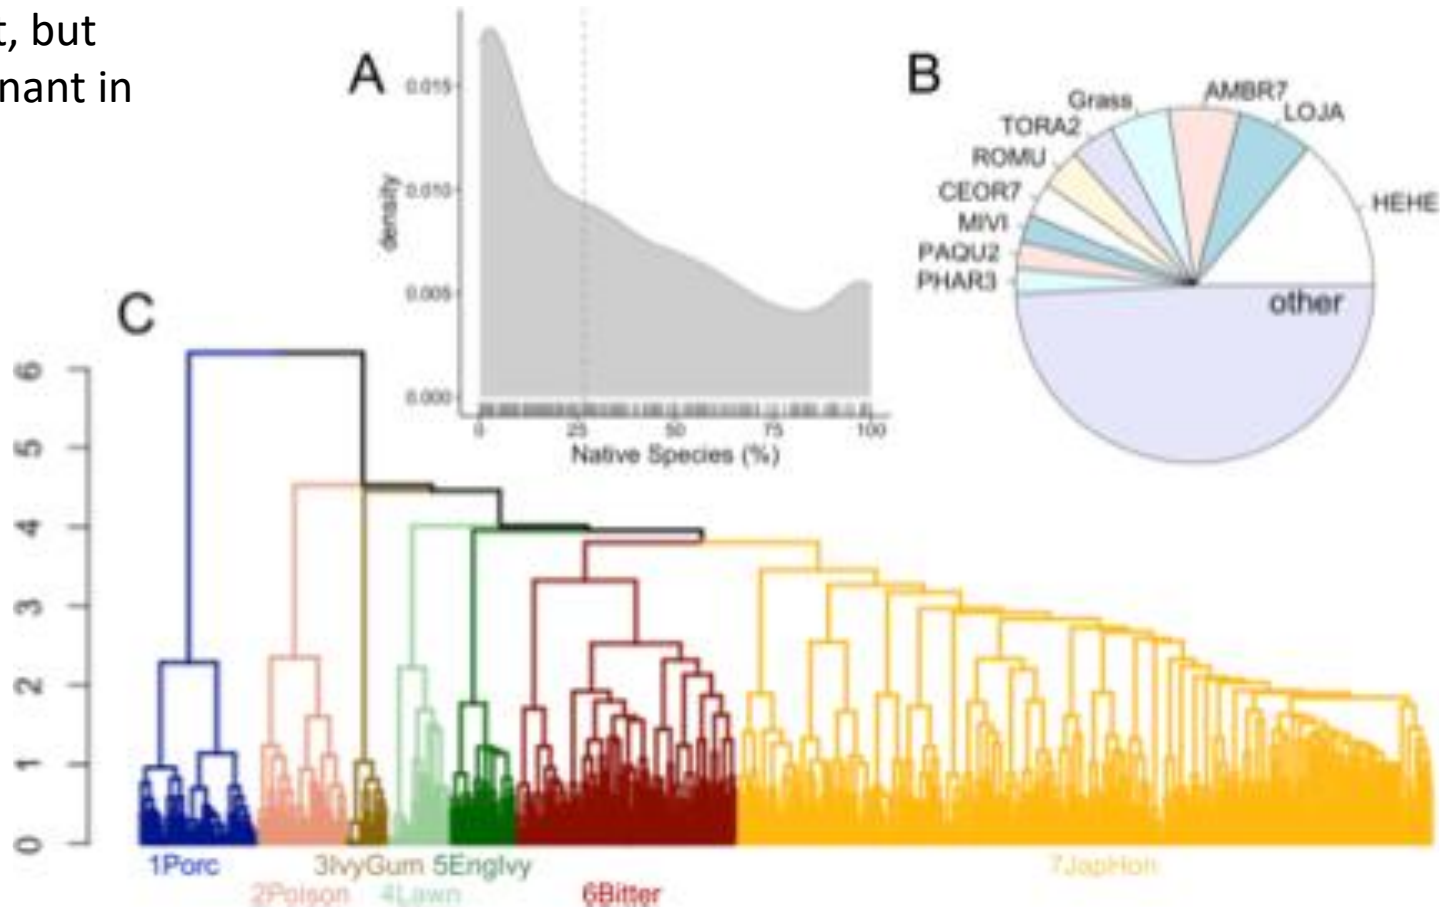 t, but
nant in
A
0.015
0.010
0.005
0.000
density
0 25 50 75 100
Native Species (%)
B
Grass
AMBR7
LOJA
TORA2
ROMU
HEHE
CEOR7
MIVI
PAQU2
PHAR3
other
C
6
5
4
3
2
1
0
1Porc
3IvyGum
5EngIvy
7JapHon
2Poison
4Lawn
6Bitter